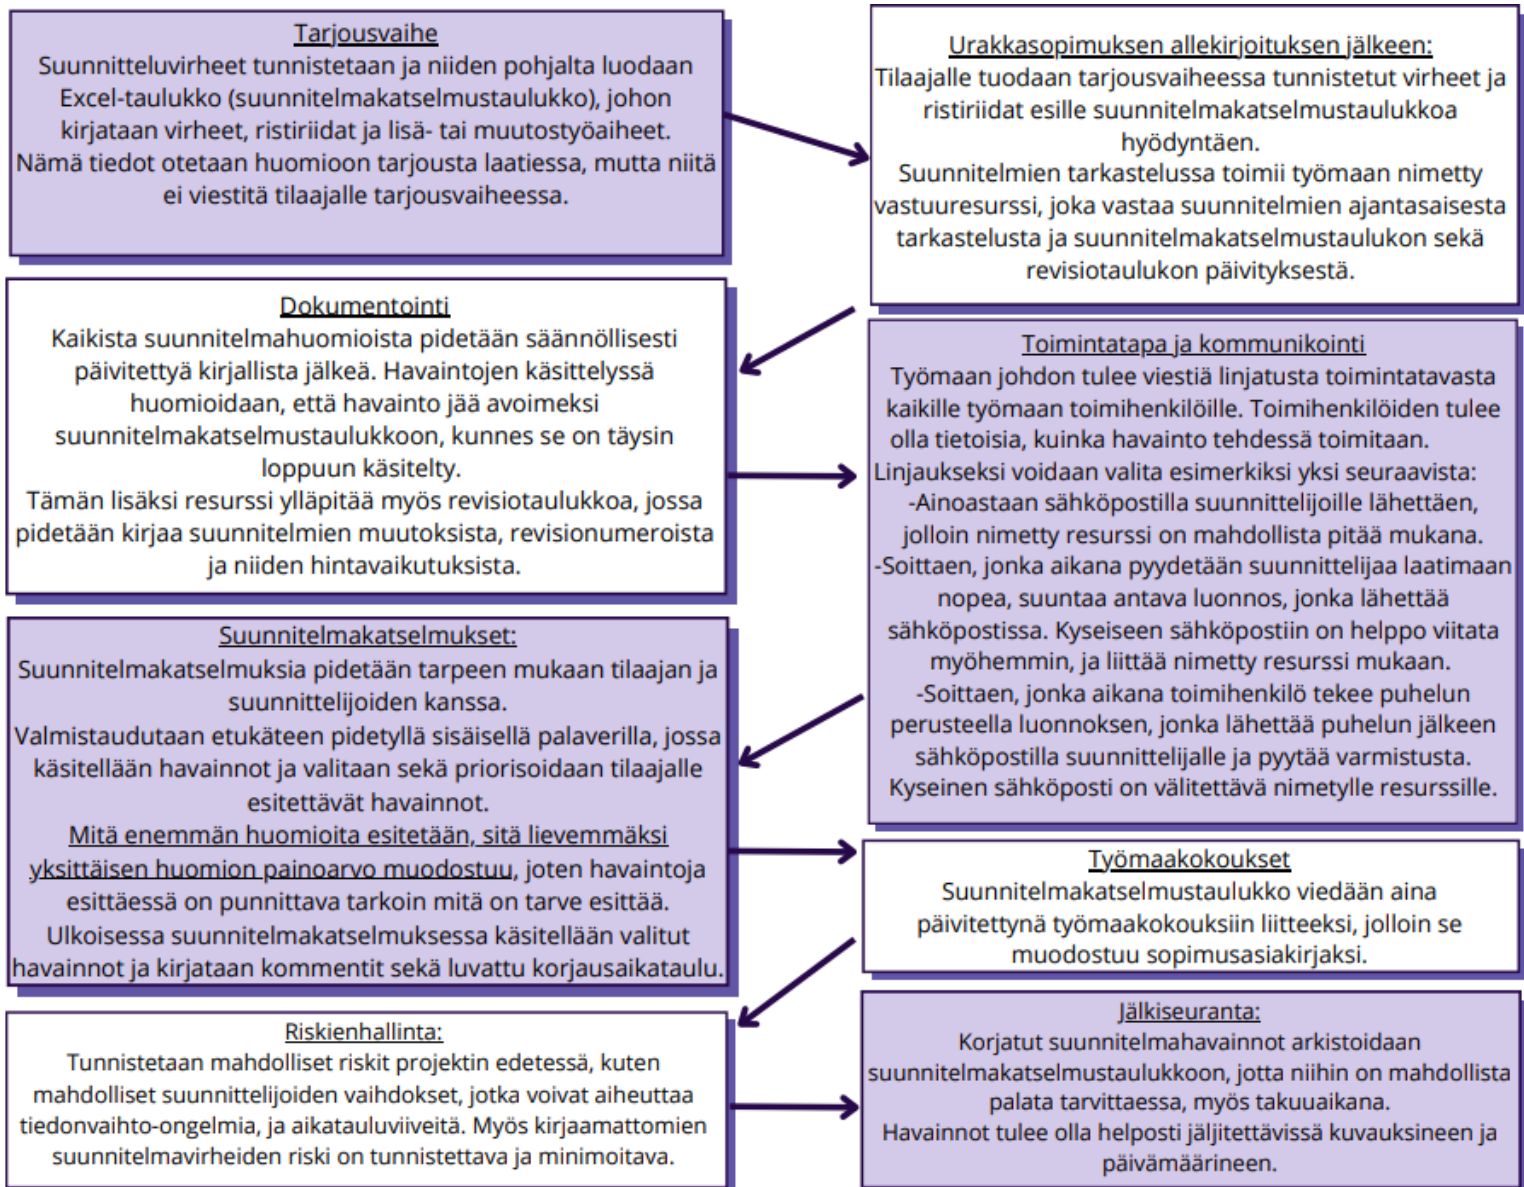 Tarjousvaihe
Suunnitteluvirheet tunnistetaan ja niiden pohjalta luodaan
Excel-taulukko (suunnitelmakatselmustaulukko), johon
kirjataan virheet, ristiriidat ja lisä- tai muutostyöaiheet.
Nämä tiedot otetaan huomioon tarjousta laatiessa, mutta niitä
ei viestitä tilaajalle tarjousvaiheessa.
Urakkasopimuksen allekirjoituksen jälkeen:
Tilaajalle tuodaan tarjousvaiheessa tunnistetut virheet ja
ristiriidat esille suunnitelmakatselmustaulukkoa
hyödyntäen.
Suunnitelmien tarkastelussa toimii työmaan nimetty
vastuuresurssi, joka vastaa suunnitelmien ajantasaisesta
tarkastelusta ja suunnitelmakatselmustaulukon sekä
revisiotaulukon päivityksestä.
Dokumentointi
Kaikista suunnitelmahuomioista pidetään säännöllisesti
päivitettyä kirjallista jälkeä. Havaintojen käsittelyssä
huomioidaan, että havainto jää avoimeksi
suunnitelmakatselmustaulukkoon, kunnes se on täysin
loppuun käsitelty.
Tämän lisäksi resurssi ylläpitää myös revisiotaulukkoa, jossa
pidetään kirjaa suunnitelmien muutoksista, revisionumeroista
ja niiden hintavaikutuksista.
Toimintatapa ja kommunikointi
Työmaan johdon tulee viestiä linjatusta toimintatavasta
kaikille työmaan toimihenkilöille. Toimihenkilöiden tulee
olla tietoisia, kuinka havainto tehdessä toimitaan.
Linjaukseksi voidaan valita esimerkiksi yksi seuraavista:
-Ainoastaan sähköpostilla suunnittelijoille lähettäen,
jolloin nimetty resurssi on mahdollista pitää mukana.
-Soittaen, jonka aikana pyydetään suunnittelijaa laatimaan
nopea, suuntaa antava luonnos, jonka lähettää
sähköpostissa. Kyseiseen sähköpostiin on helppo viitata
myöhemmin, ja liittää nimetty resurssi mukaan.
-Soittaen, jonka aikana toimihenkilö tekee puhelun
perusteella luonnoksen, jonka lähettää puhelun jälkeen
sähköpostilla suunnittelijalle ja pyytää varmistusta.
Kyseinen sähköposti on välitettävä nimetylle resurssille.
Suunnitelmakatselmukset:
Suunnitelmakatselmuksia pidetään tarpeen mukaan tilaajan ja
suunnittelijoiden kanssa.
Valmistaudutaan etukäteen pidetyllä sisäisellä palaverilla, jossa
käsitellään havainnot ja valitaan sekä priorisoidaan tilaajalle
esitettävät havainnot.
Mitä enemmän huomioita esitetään, sitä lievemmäksi
yksittäisen huomion painoarvo muodostuu, joten havaintoja
esittäessä on punnittava tarkoin mitä on tarve esittää.
Ulkoisessa suunnitelmakatselmuksessa käsitellään valitut
havainnot ja kirjataan kommentit sekä luvattu korjausaikataulu.
Työmaakokoukset
Suunnitelmakatselmustaulukko viedään aina
päivitettynä työmaakokouksiin liitteeksi, jolloin se
muodostuu sopimusasiakirjaksi.
Riskienhallinta:
Tunnistetaan mahdolliset riskit projektin edetessä, kuten
mahdolliset suunnittelijoiden vaihdokset, jotka voivat aiheuttaa
tiedonvaihto-ongelmia, ja aikatauluviiveitä. Myös kirjaamattomien
suunnitelmavirheiden riski on tunnistettava ja minimoitava.
Jälkiseuranta:
Korjatut suunnitelmahavainnot arkistoidaan
suunnitelmakatselmustaulukkoon, jotta niihin on mahdollista
palata tarvittaessa, myös takuuaikana.
Havainnot tulee olla helposti jäljitettävissä kuvauksineen ja
päivämäärineen.